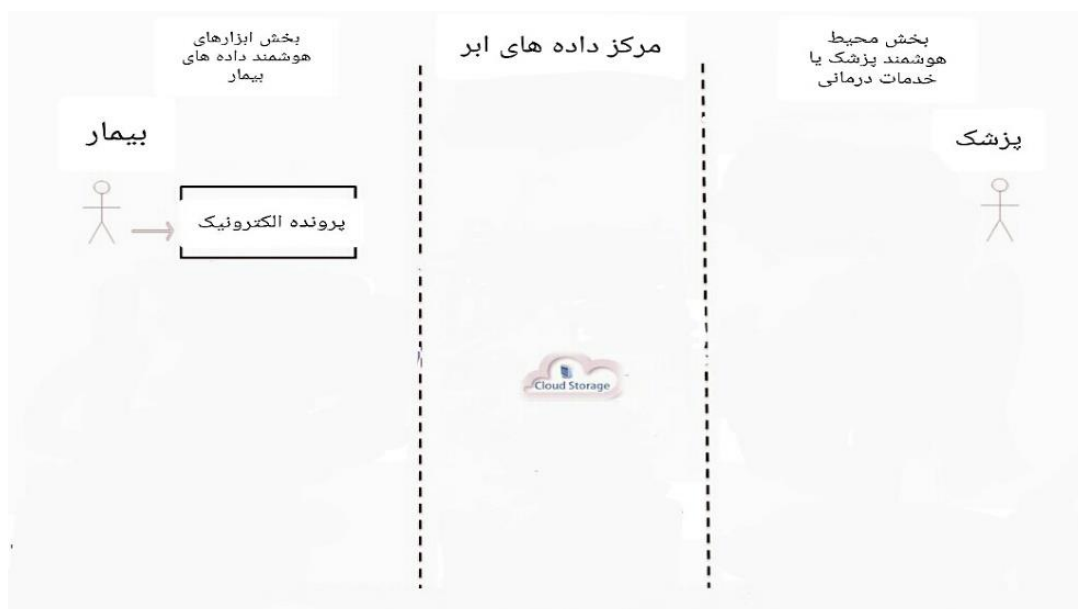 بخش محیط
هوشمند پزشک یا
خدمات درمانی
مرکز داده های ابر
بخش ابزارهای
هوشمند داده های
بیمار
پزشک
بیمار
پرونده الکترونیک
Cloud Storage